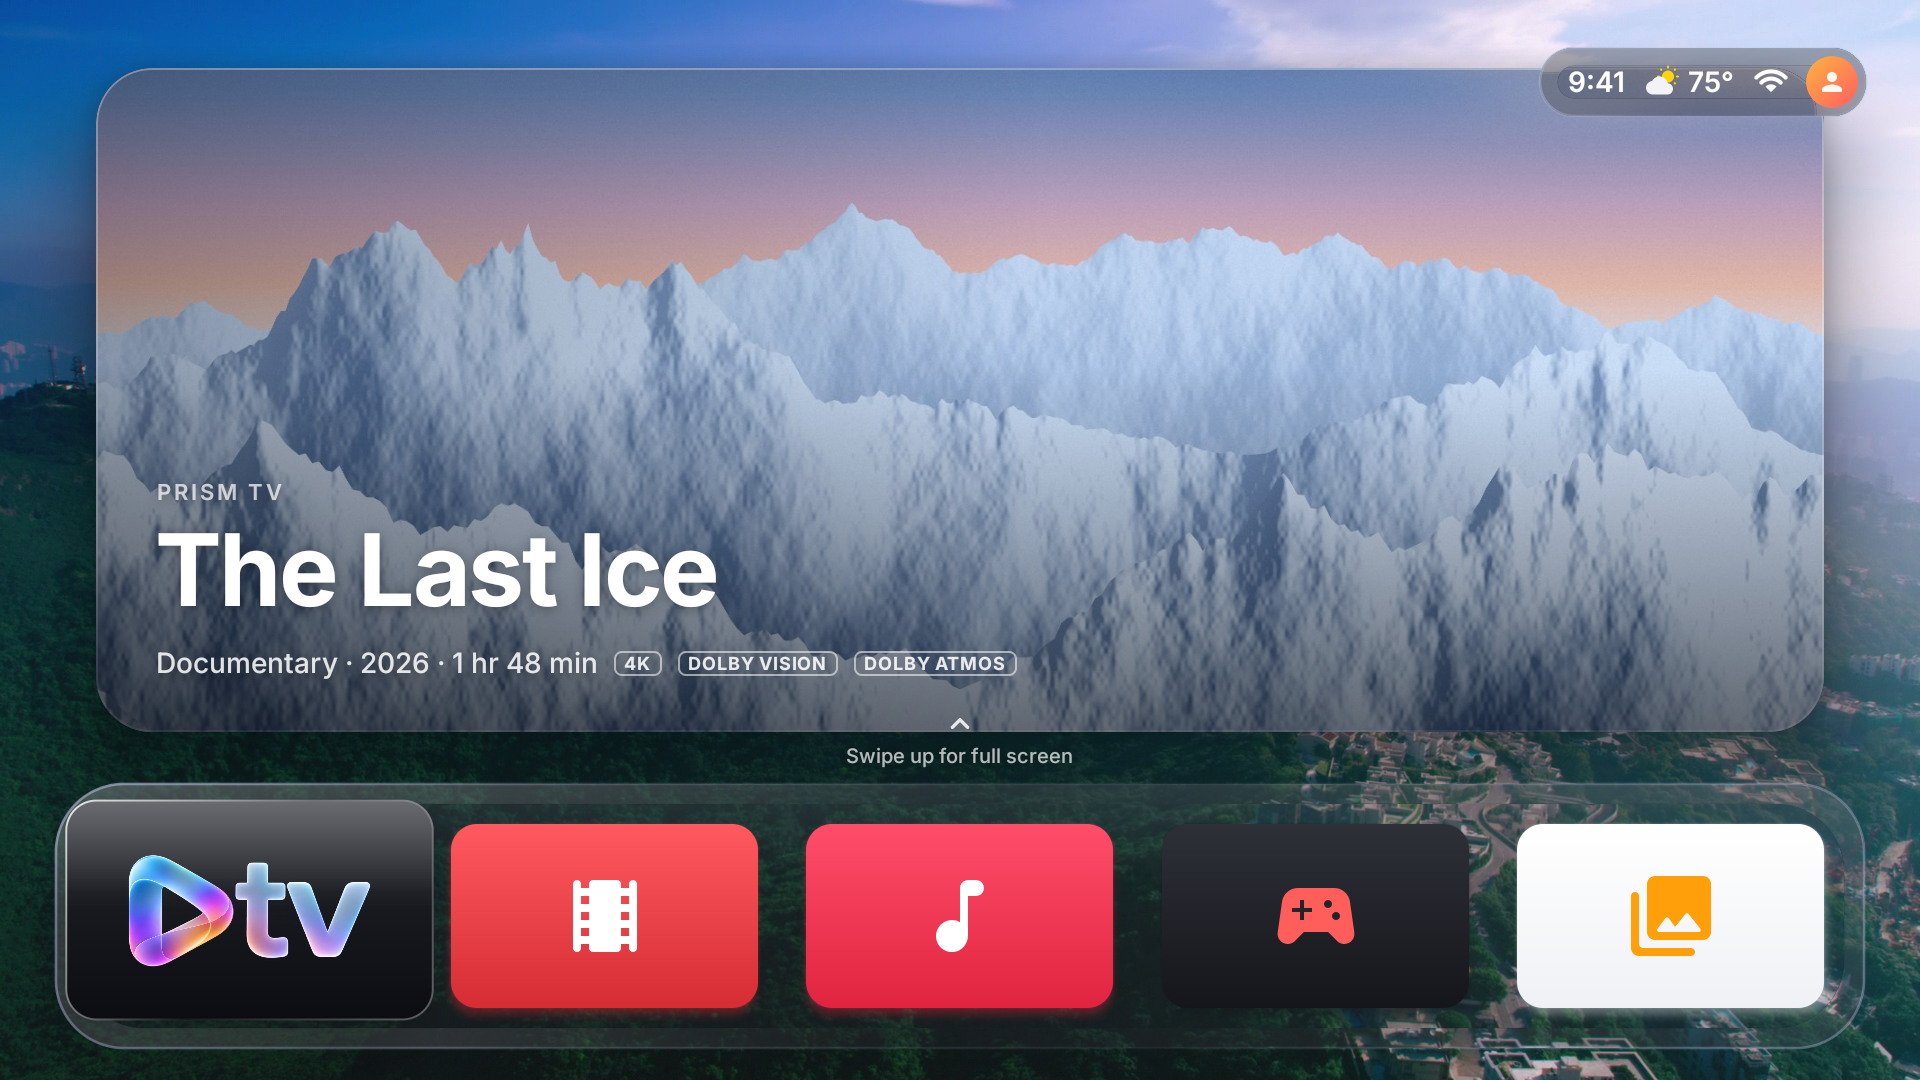 9:41 75°
PRISM TV
The Last Ice
Documentary · 2026 · 1 hr 48 min 4K DOLBY VISION DOLBY ATMOS
Swipe up for full screen
tv